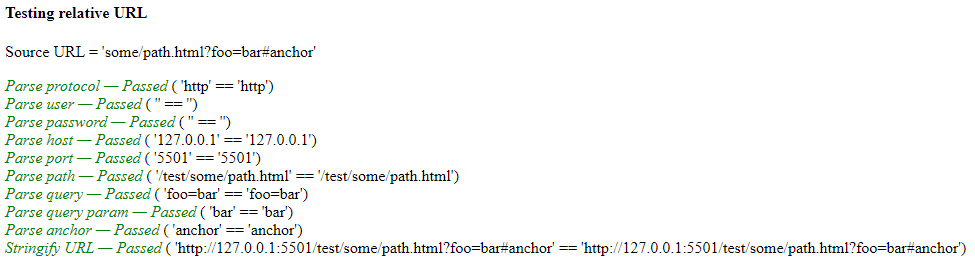 Testing relative URL
Source URL = 'some/path.html?foo=bar#anchor'
Parse protocol — Passed ( 'http' == 'http')
Parse user — Passed ( '' == '')
Parse password — Passed ( '' == '')
Parse host — Passed ( '127.0.0.1' == '127.0.0.1')
Parse port — Passed ( '5501' == '5501')
Parse path — Passed ( '/test/some/path.html' == '/test/some/path.html')
Parse query — Passed ( 'foo=bar' == 'foo=bar')
Parse query param — Passed ( 'bar' == 'bar')
Parse anchor — Passed ( 'anchor' == 'anchor')
Stringify URL — Passed ( 'http://127.0.0.1:5501/test/some/path.html?foo=bar#anchor' == 'http://127.0.0.1:5501/test/some/path.html?foo=bar#anchor')